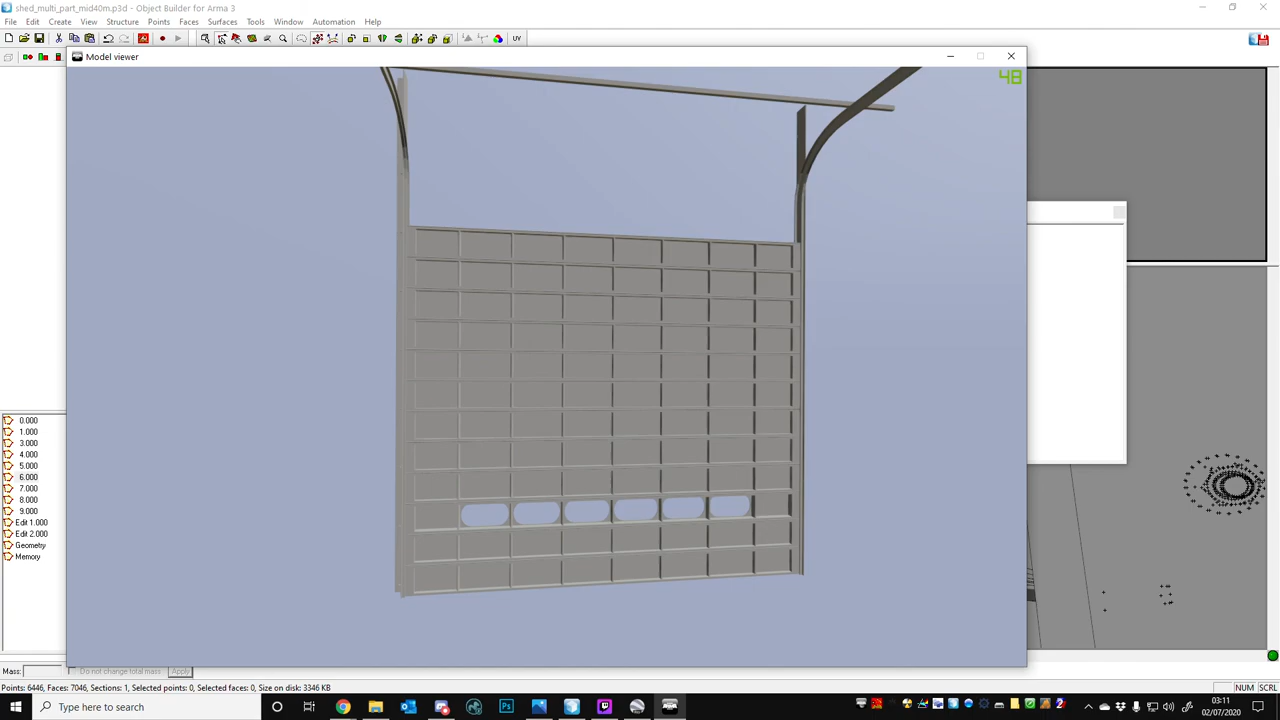 shed_multi_part_mid40m.p3d - Object Builder for Arma 3
File Edit Create View Structure Points Faces Surfaces Tools Window Automation Help
UV
Model viewer
48
0.000
1.000
3.000
4.000
5.000
6.000
7.000
8.000
9.000
Edit 1.000
Edit 2.000
Geometry
Memory
Mass: Do not change total mass Apply
Points: 6446, Faces: 7046, Sections: 1, Selected points: 0, Selected faces: 0, Size on disk: 3346 KB
NUM SCRL
Type here to search
Ps
03:11
02/07/2020